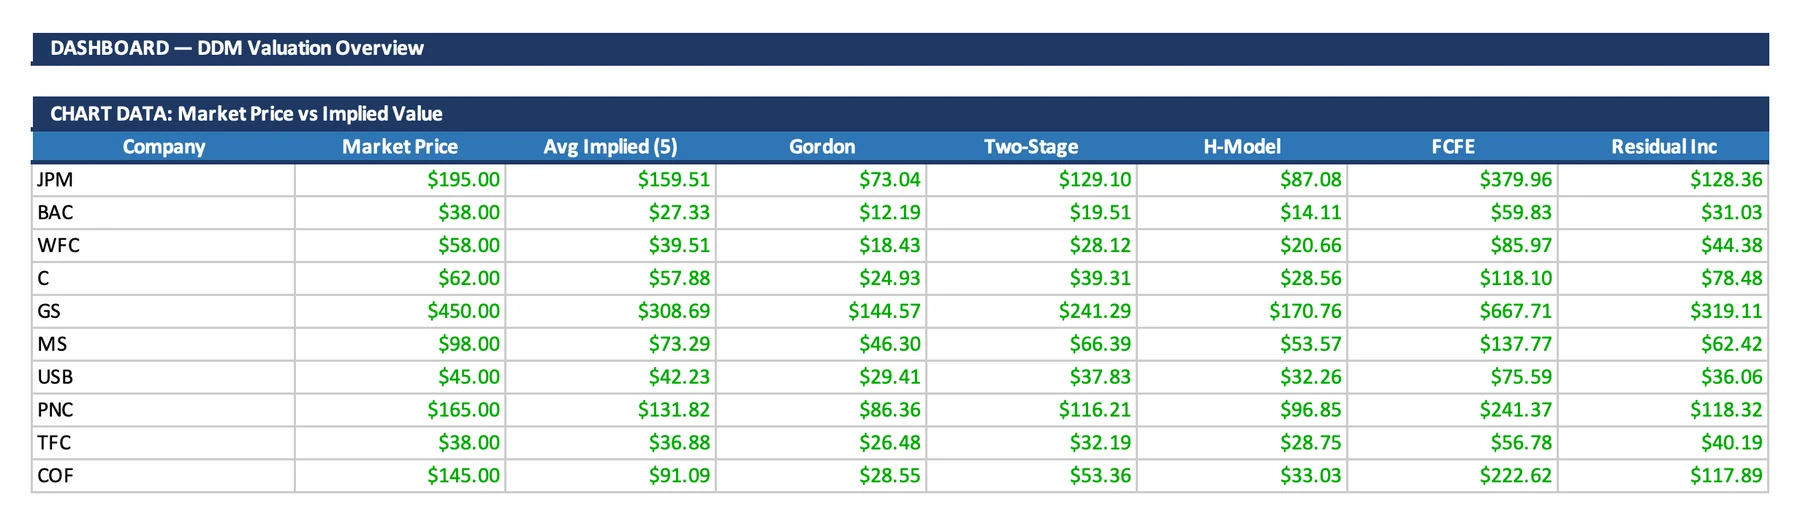 DASHBOARD — DDM Valuation Overview
CHART DATA: Market Price vs Implied Value
Company Market Price Avg Implied (5) Gordon Two-Stage H-Model FCFE Residual Inc
JPM $195.00 $159.51 $73.04 $129.10 $87.08 $379.96 $128.36
BAC $38.00 $27.33 $12.19 $19.51 $14.11 $59.83 $31.03
WFC $58.00 $39.51 $18.43 $28.12 $20.66 $85.97 $44.38
C $62.00 $57.88 $24.93 $39.31 $28.56 $118.10 $78.48
GS $450.00 $308.69 $144.57 $241.29 $170.76 $667.71 $319.11
MS $98.00 $73.29 $46.30 $66.39 $53.57 $137.77 $62.42
USB $45.00 $42.23 $29.41 $37.83 $32.26 $75.59 $36.06
PNC $165.00 $131.82 $86.36 $116.21 $96.85 $241.37 $118.32
TFC $38.00 $36.88 $26.48 $32.19 $28.75 $56.78 $40.19
COF $145.00 $91.09 $28.55 $53.36 $33.03 $222.62 $117.89